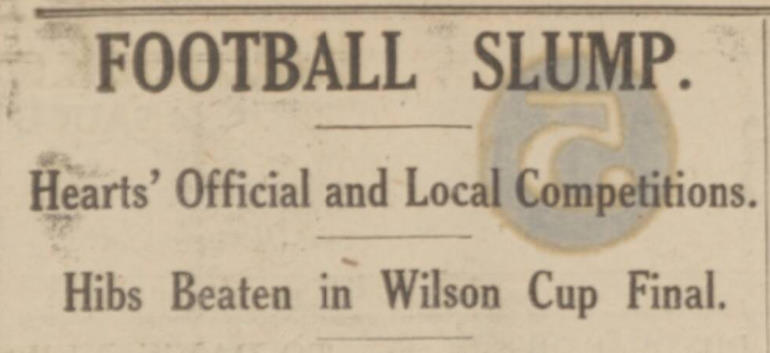 FOOTBALL SLUMP.
Hearts' Official and Local Competitions.
Hibs Beaten in Wilson Cup Final.